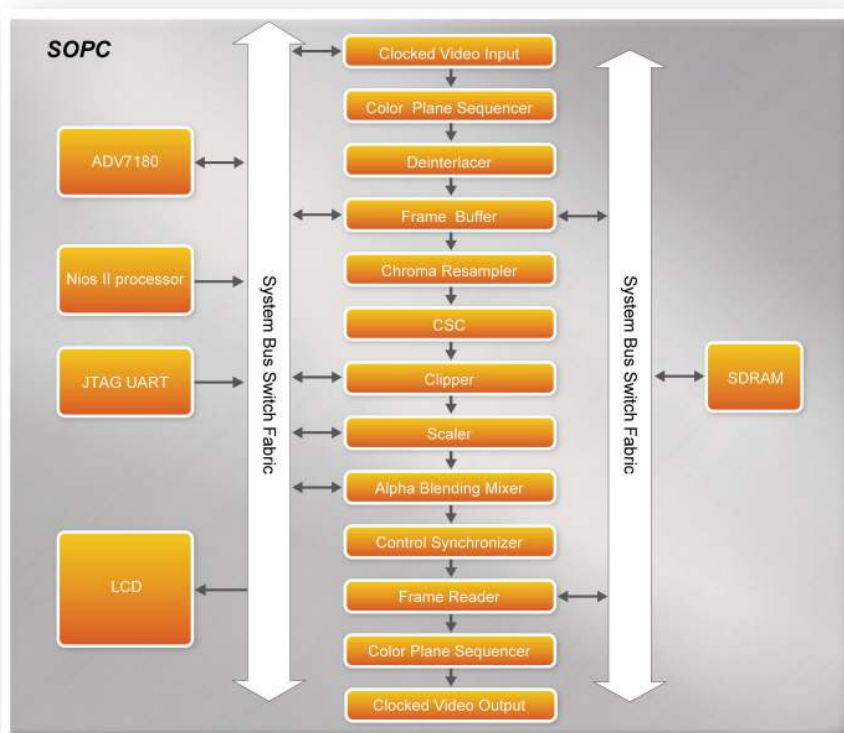 SOPC
ADV7180
Nios II processor
JTAG UART
LCD
System Bus Switch Fabric
Clocked Video Input
Color Plane Sequencer
Deinterlacer
Frame Buffer
Chroma Resampler
CSC
Clipper
Scaler
Alpha Blending Mixer
Control Synchronizer
Frame Reader
Color Plane Sequencer
Clocked Video Output
System Bus Switch Fabric
SDRAM